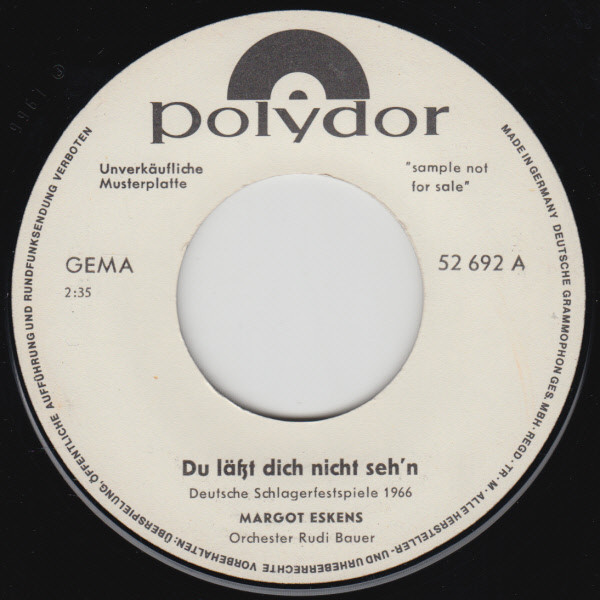 polydor
Unverkäufliche
Musterplatte
"sample not
for sale"
GEMA
2:35
52 692 A
Du läßt dich nicht seh'n
Deutsche Schlagerfestspiele 1966
MARGOT ESKENS
Orchester Rudi Bauer
MADE IN GERMANY DEUTSCHE GRAMMOPHON GES. MBH · REGD · TR · M · ALLE HERSTELLER- UND URHEBERRECHTE VORBEHALTEN: ÜBERSPIELUNG, ÖFFENTLICHE AUFFÜHRUNG UND RUNDFUNKSENDUNG VERBOTEN
℗ 1966